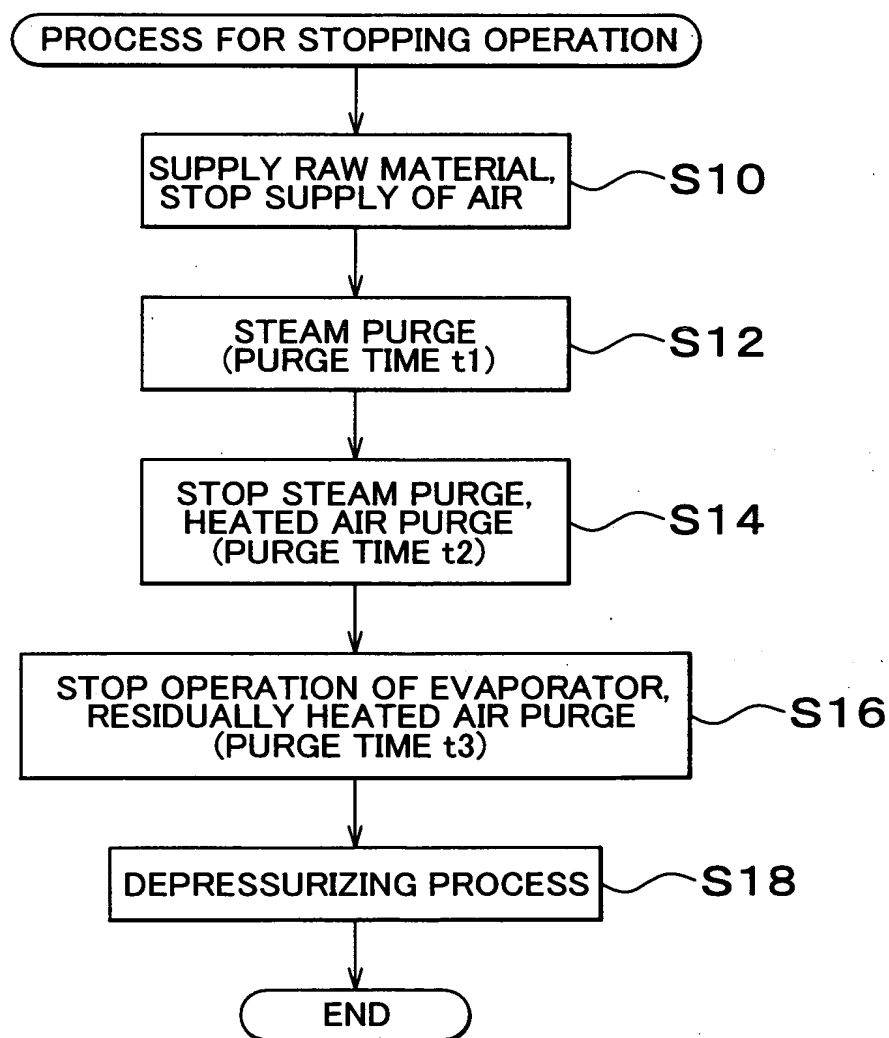 PROCESS FOR STOPPING OPERATION
SUPPLY RAW MATERIAL,
STOP SUPPLY OF AIR
S10
STEAM PURGE
(PURGE TIME t1)
S12
STOP STEAM PURGE,
HEATED AIR PURGE
(PURGE TIME t2)
S14
STOP OPERATION OF EVAPORATOR,
RESIDUALLY HEATED AIR PURGE
(PURGE TIME t3)
S16
DEPRESSURIZING PROCESS
S18
END